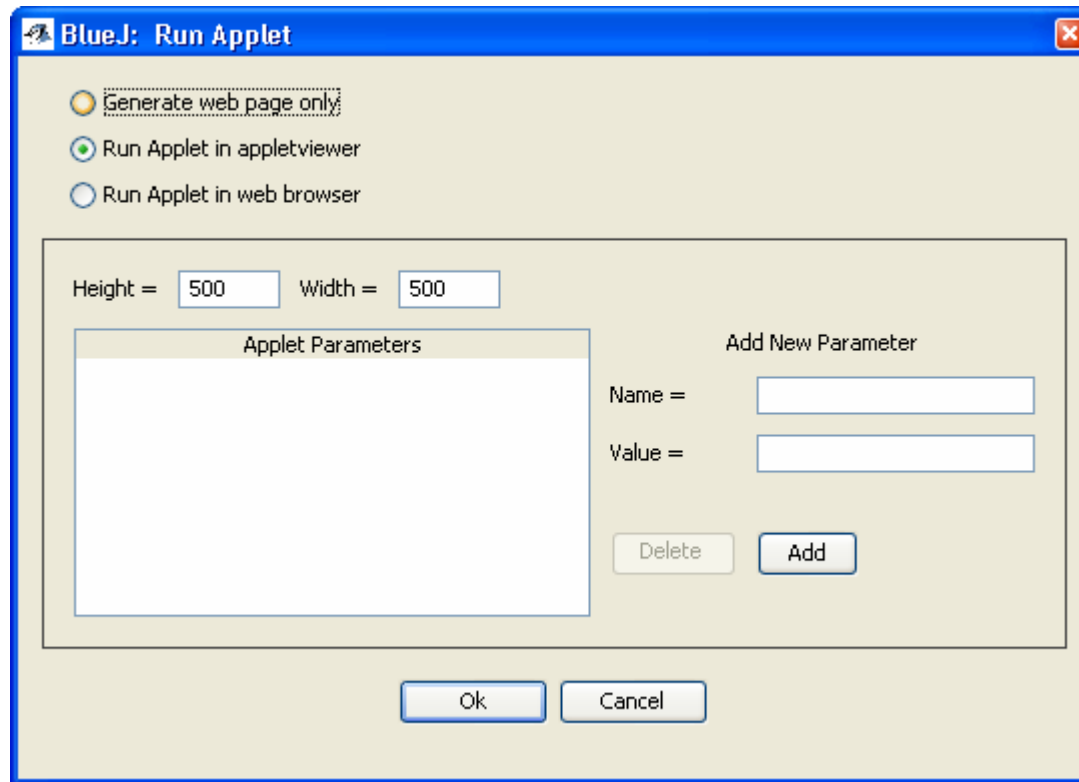 BlueJ: Run Applet
Generate web page only
Run Applet in appletviewer
Run Applet in web browser
Height = 500 Width = 500
Applet Parameters
Add New Parameter
Name =
Value =
Delete Add
Ok Cancel